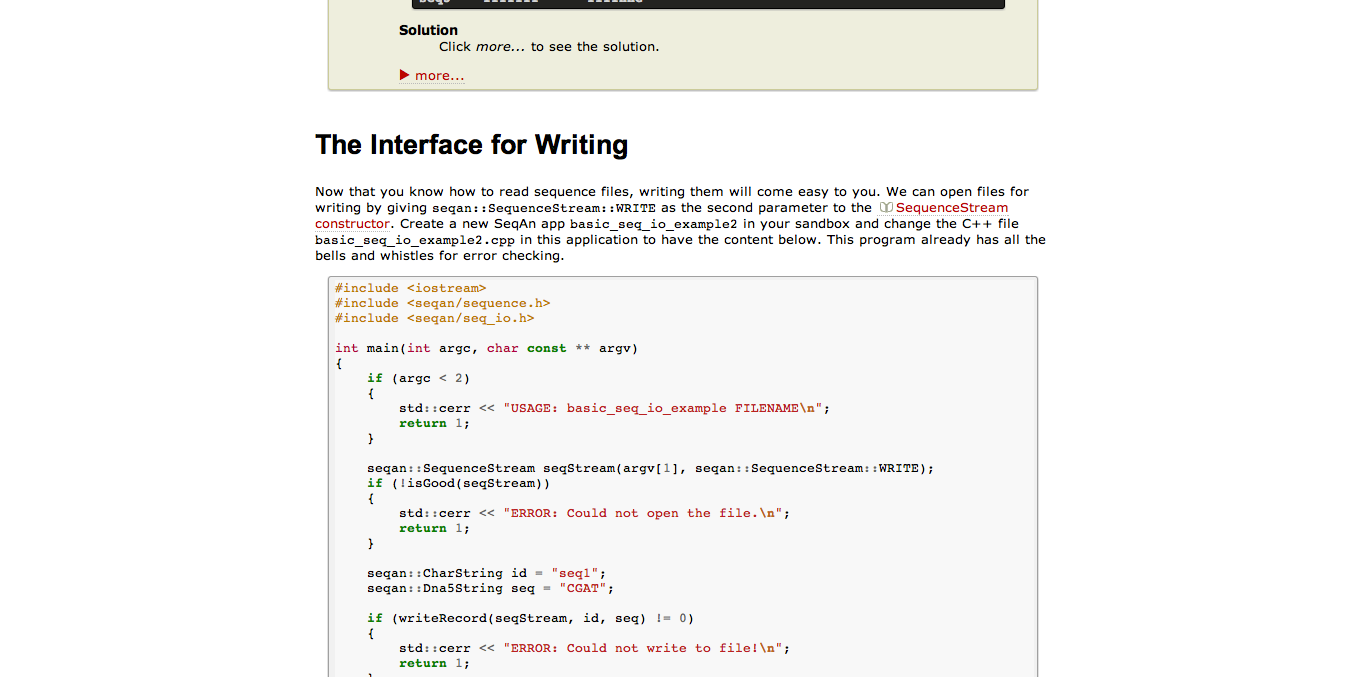 Solution
Click more... to see the solution.
▶ more...
The Interface for Writing
Now that you know how to read sequence files, writing them will come easy to you. We can open files for
writing by giving seqan::SequenceStream::WRITE as the second parameter to the SequenceStream
constructor. Create a new SeqAn app basic_seq_io_example2 in your sandbox and change the C++ file
basic_seq_io_example2.cpp in this application to have the content below. This program already has all the
bells and whistles for error checking.
#include <iostream>
#include <seqan/sequence.h>
#include <seqan/seq_io.h>
int main(int argc, char const ** argv)
{
    if (argc < 2)
    {
        std::cerr << "USAGE: basic_seq_io_example FILENAME\n";
        return 1;
    }
    seqan::SequenceStream seqStream(argv[1], seqan::SequenceStream::WRITE);
    if (!isGood(seqStream))
    {
        std::cerr << "ERROR: Could not open the file.\n";
        return 1;
    }
    seqan::CharString id = "seq1";
    seqan::Dna5String seq = "CGAT";
    if (writeRecord(seqStream, id, seq) != 0)
    {
        std::cerr << "ERROR: Could not write to file!\n";
        return 1;